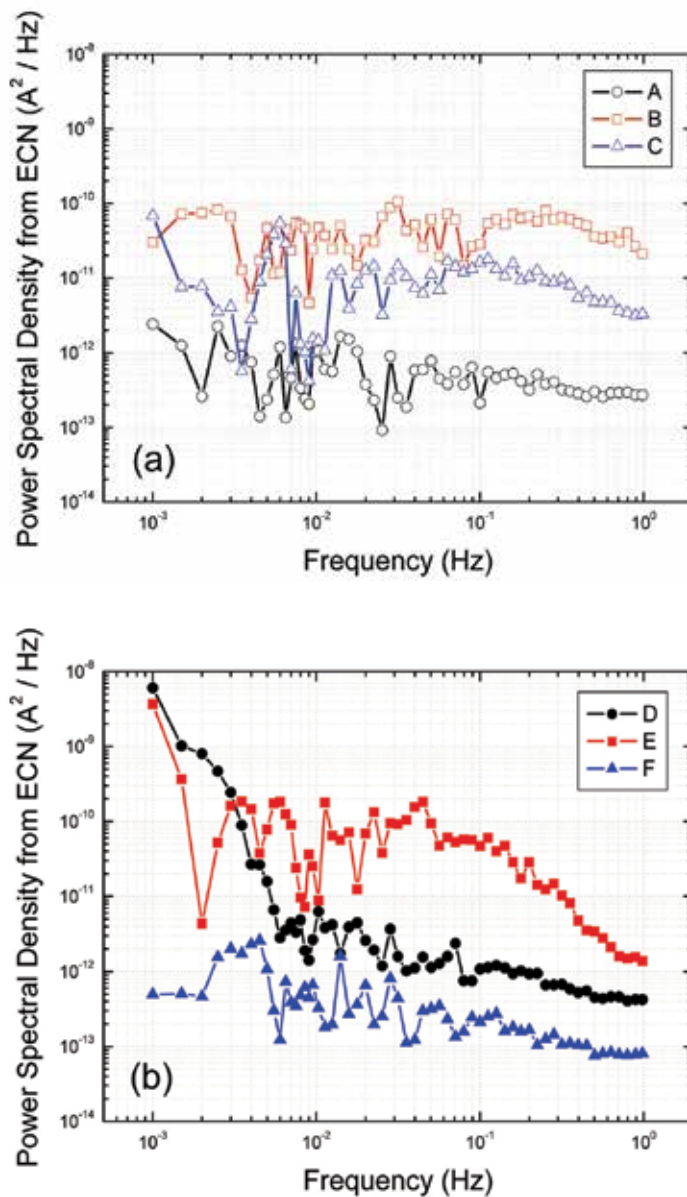 Power Spectral Density from ECN (A² / Hz)
10⁻⁸
10⁻⁹
10⁻¹⁰
10⁻¹¹
10⁻¹²
10⁻¹³
10⁻¹⁴
A
B
C
(a)
10⁻³
10⁻²
10⁻¹
10⁰
Frequency (Hz)
Power Spectral Density from ECN (A² / Hz)
10⁻⁸
10⁻⁹
10⁻¹⁰
10⁻¹¹
10⁻¹²
10⁻¹³
10⁻¹⁴
D
E
F
(b)
10⁻³
10⁻²
10⁻¹
10⁰
Frequency (Hz)